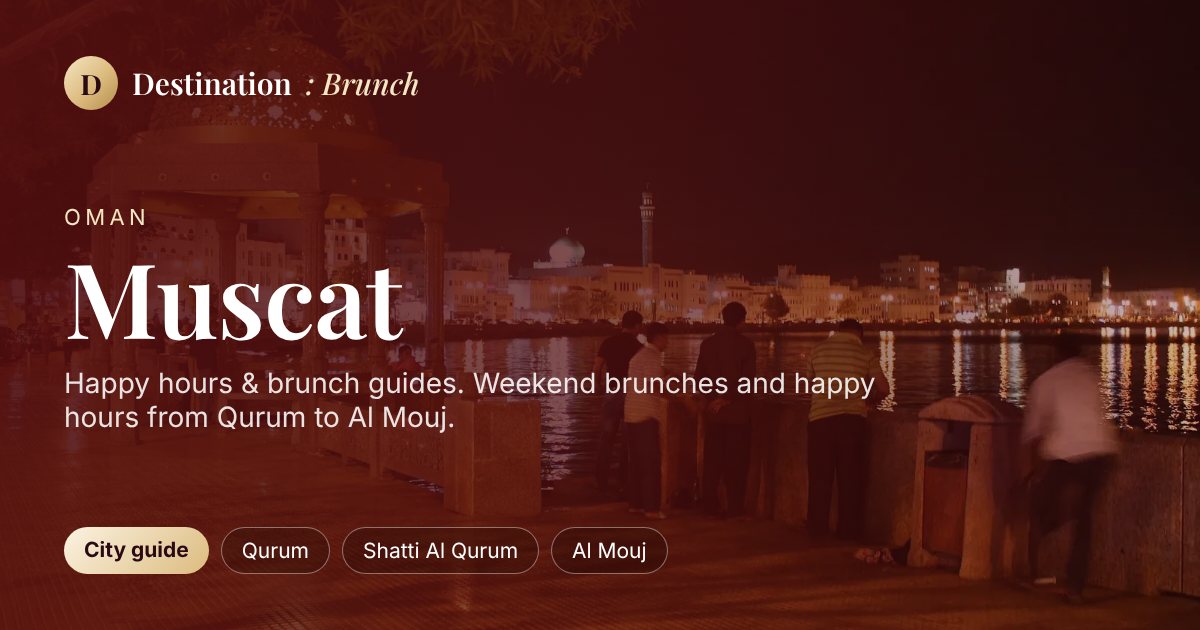 D Destination : Brunch
OMAN
Muscat
Happy hours & brunch guides. Weekend brunches and happy
hours from Qurum to Al Mouj.
City guide Qurum Shatti Al Qurum Al Mouj